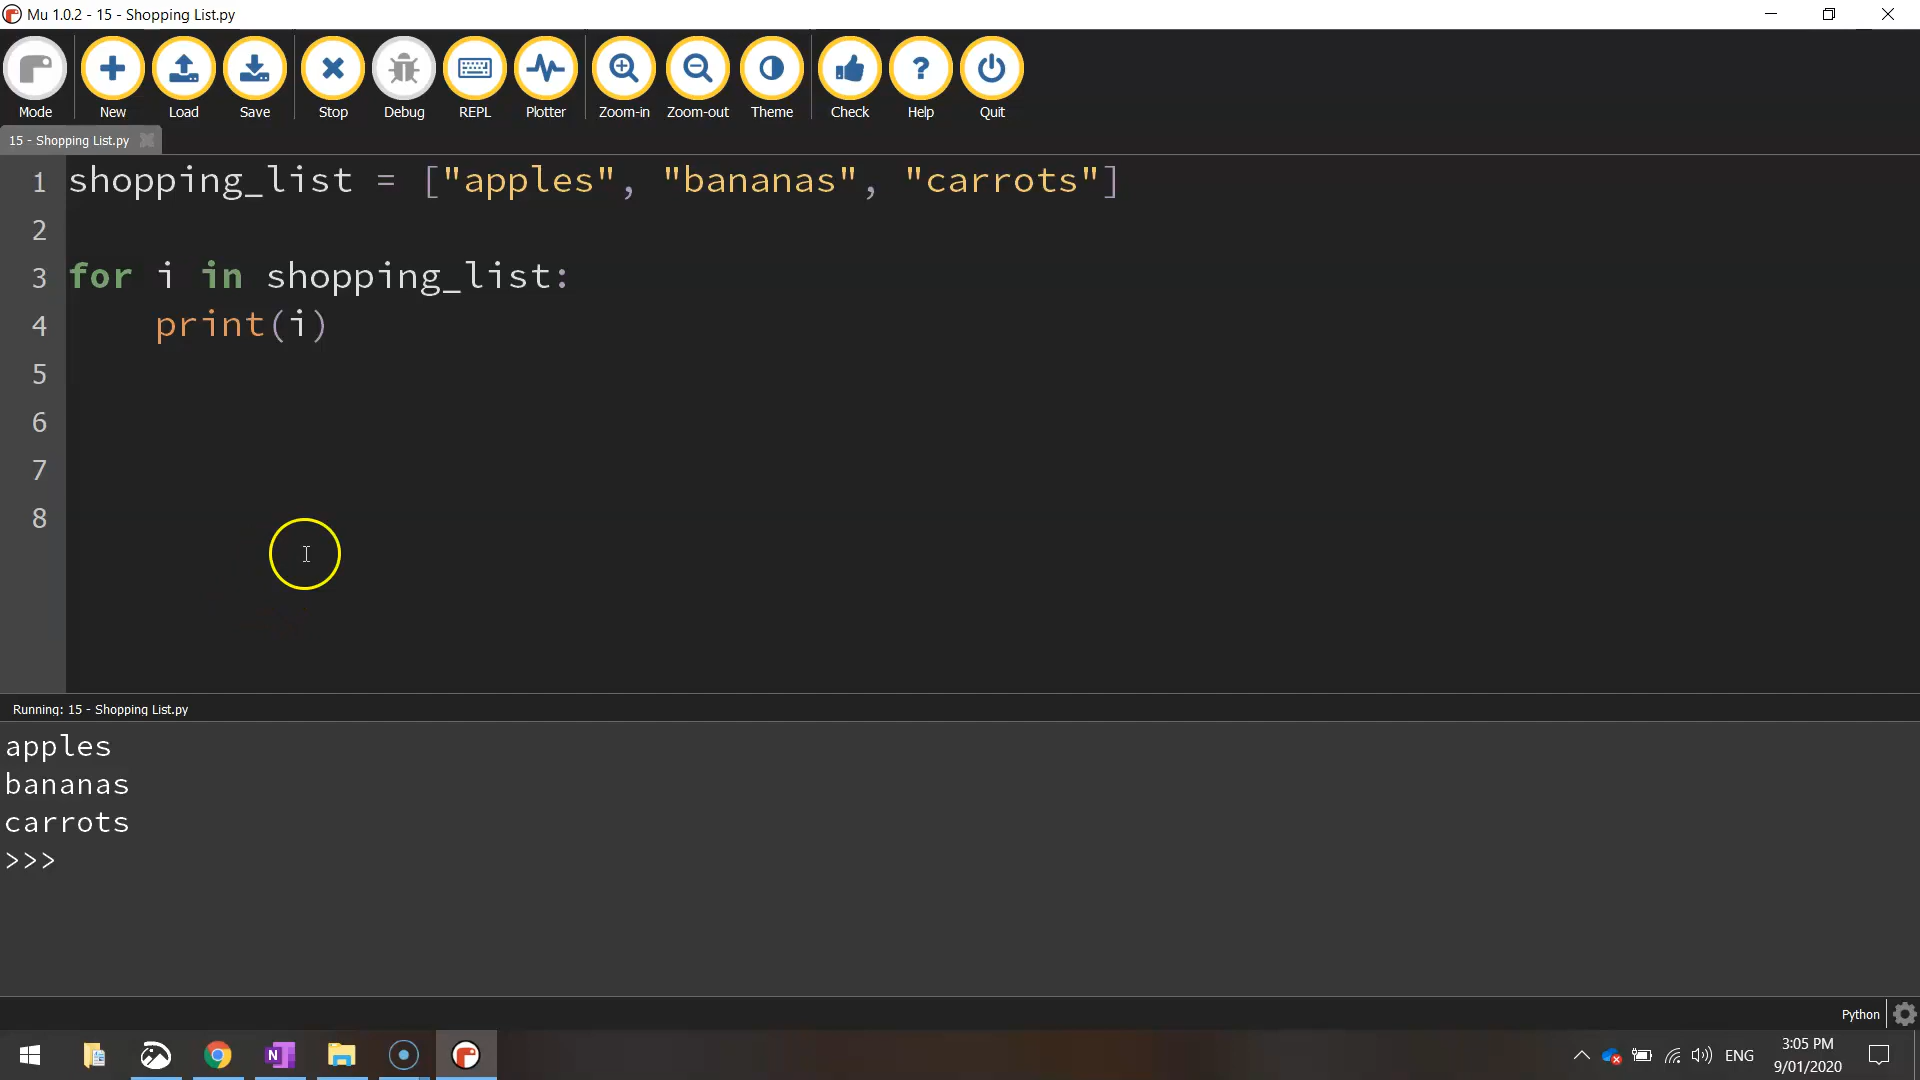 Mu 1.0.2 - 15 - Shopping List.py
Mode New Load Save Stop Debug REPL Plotter Zoom-in Zoom-out Theme Check Help Quit
15 - Shopping List.py
1 shopping_list = ["apples", "bananas", "carrots"]
2
3 for i in shopping_list:
4     print(i)
5
6
7
8
Running: 15 - Shopping List.py
apples
bananas
carrots
>>>
Python
ENG
3:05 PM
9/01/2020